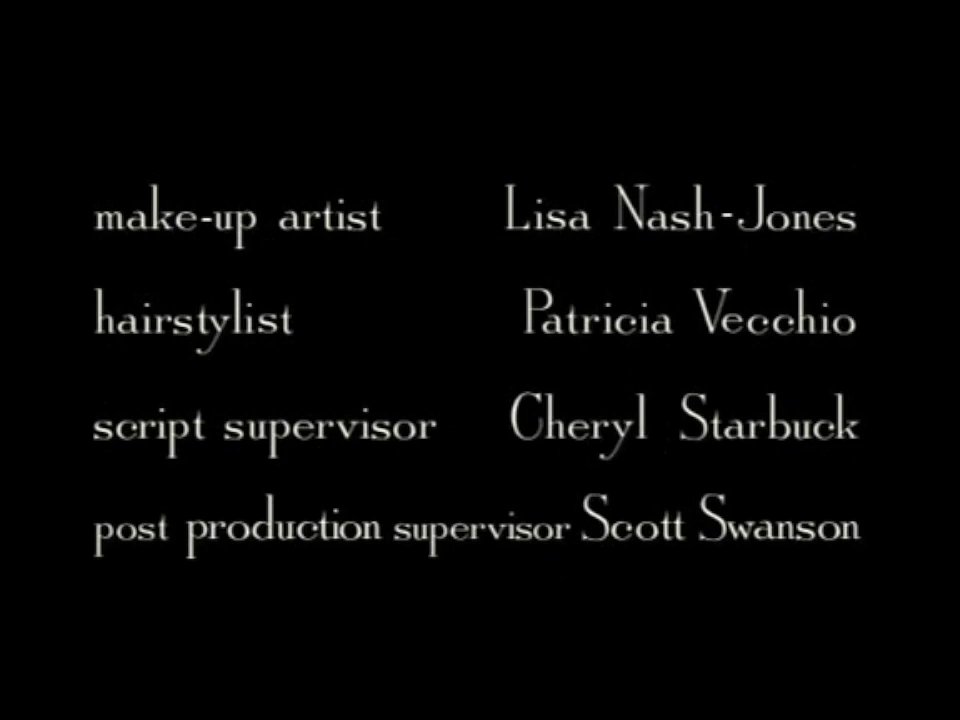 make-up artist Lisa Nash-Jones
hairstylist Patricia Vecchio
script supervisor Cheryl Starbuck
post production supervisor Scott Swanson